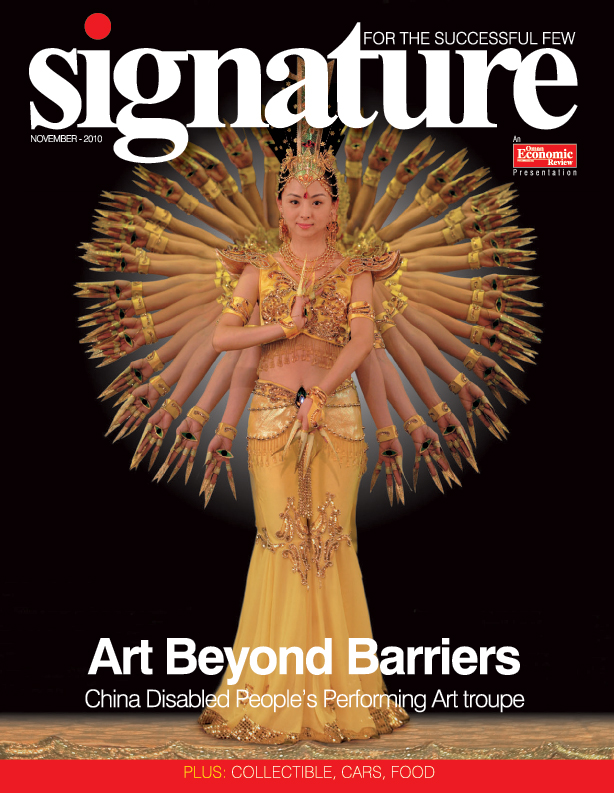 FOR THE SUCCESSFUL FEW
signature
NOVEMBER - 2010
An
Oman
Economic
Review
Presentation
Art Beyond Barriers
China Disabled People's Performing Art troupe
PLUS: COLLECTIBLE, CARS, FOOD